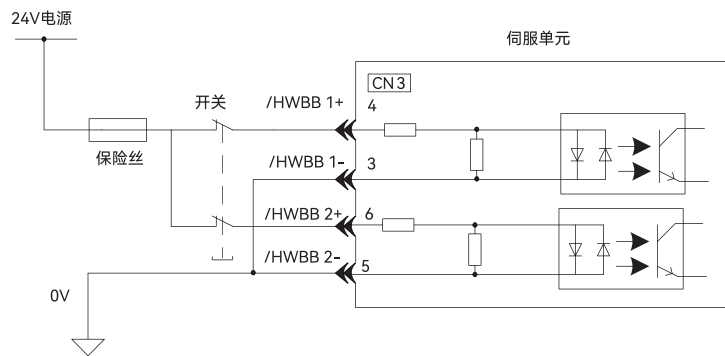 24V电源
伺服单元
CN3
开关
/HWBB 1+
4
保险丝
/HWBB 1-
3
/HWBB 2+
6
/HWBB 2-
5
0V